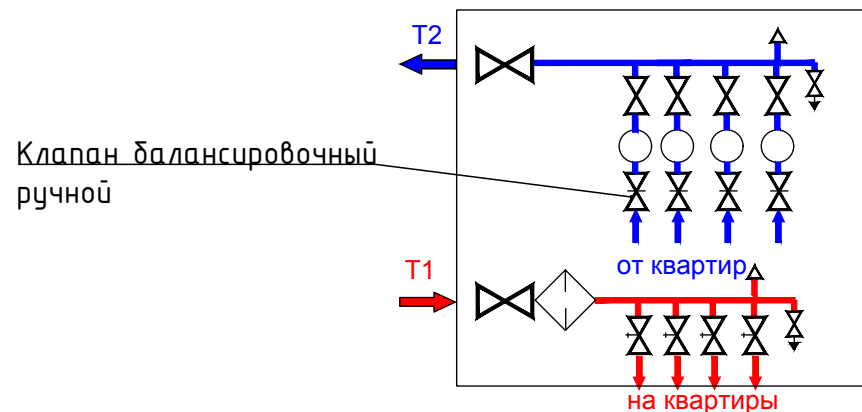 T2
Клапан балансировочный
ручной
от квартир
T1
на квартиры